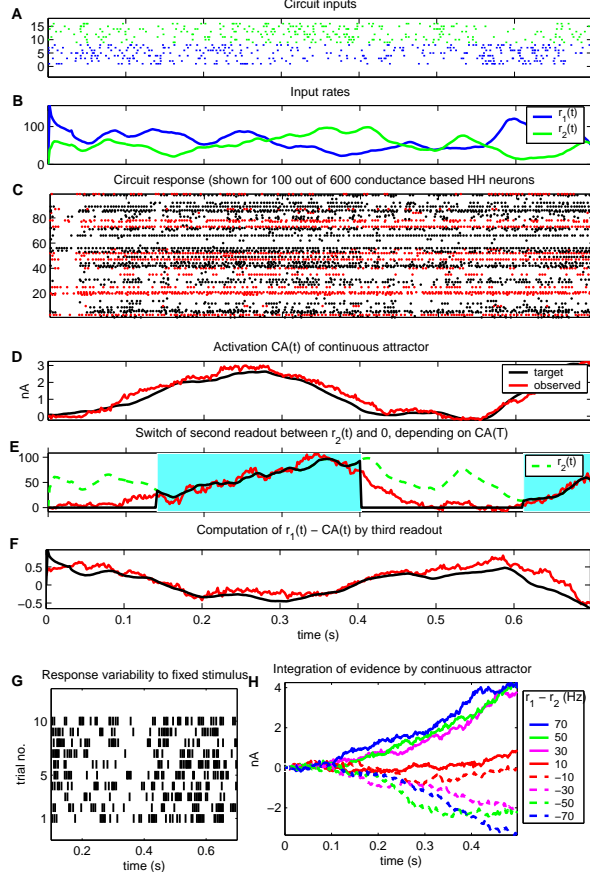 Circuit inputs
A
15
10
5
0
Input rates
B
100
0
r1(t)
r2(t)
Circuit response (shown for 100 out of 600 conductance based HH neurons
C
80
60
40
20
Activation CA(t) of continuous attractor
D
3
2
1
0
nA
target
observed
Switch of second readout between r2(t) and 0, depending on CA(T)
E
100
50
0
r2(t)
Computation of r1(t) − CA(t) by third readout
F
0.5
0
−0.5
0 0.1 0.2 0.3 0.4 0.5 0.6
time (s)
Response variability to fixed stimulus
G
trial no.
10
5
1
0.2 0.4 0.6
time (s)
Integration of evidence by continuous attractor
H
4
2
0
−2
nA
0 0.1 0.2 0.3 0.4
time (s)
r1 − r2 (Hz)
70
50
30
10
−10
−30
−50
−70